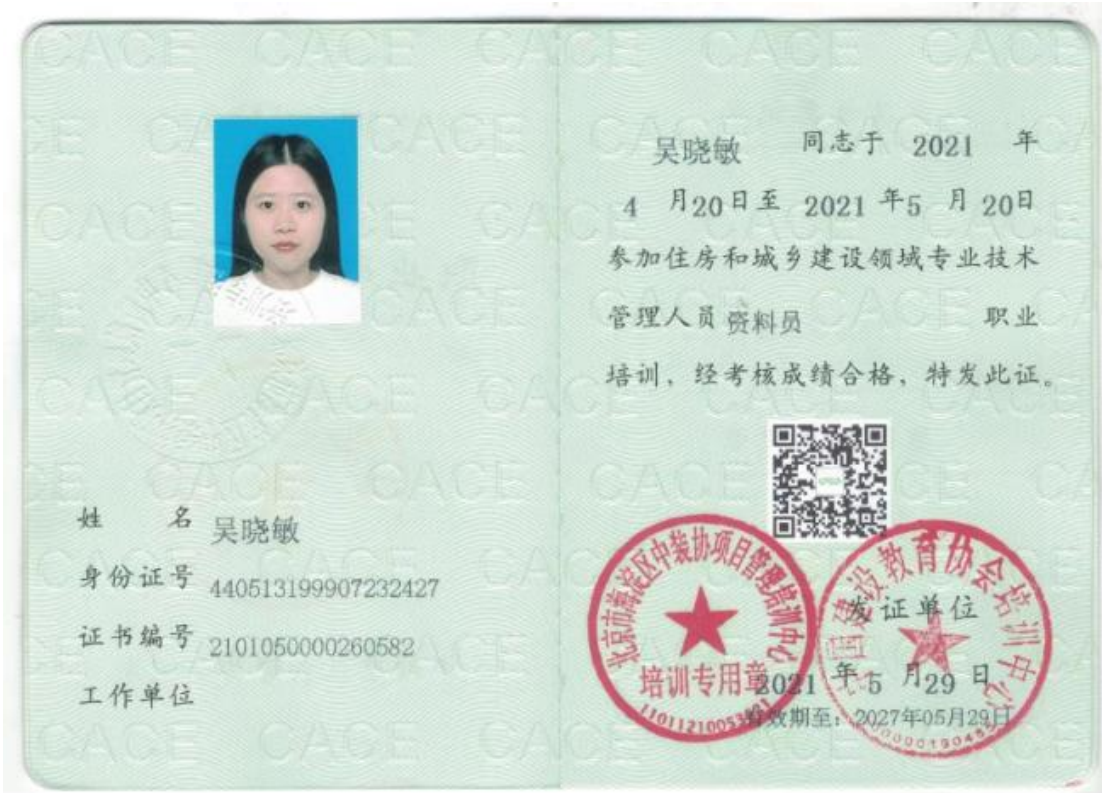 姓 名 吴晓敏
身份证号 440513199907232427
证书编号 2101050000260582
工作单位
吴晓敏 同志于 2021 年
4 月20日至 2021 年5 月 20日
参加住房和城乡建设领域专业技术
管理人员 资料员 职业
培训，经考核成绩合格，特发此证。
北京市海淀区中装协项目管理培训中心
培训专用章
中国建设教育协会培训中心
发证单位
2021 年 5 月 29 日
有效期至：2027年05月29日
CACE